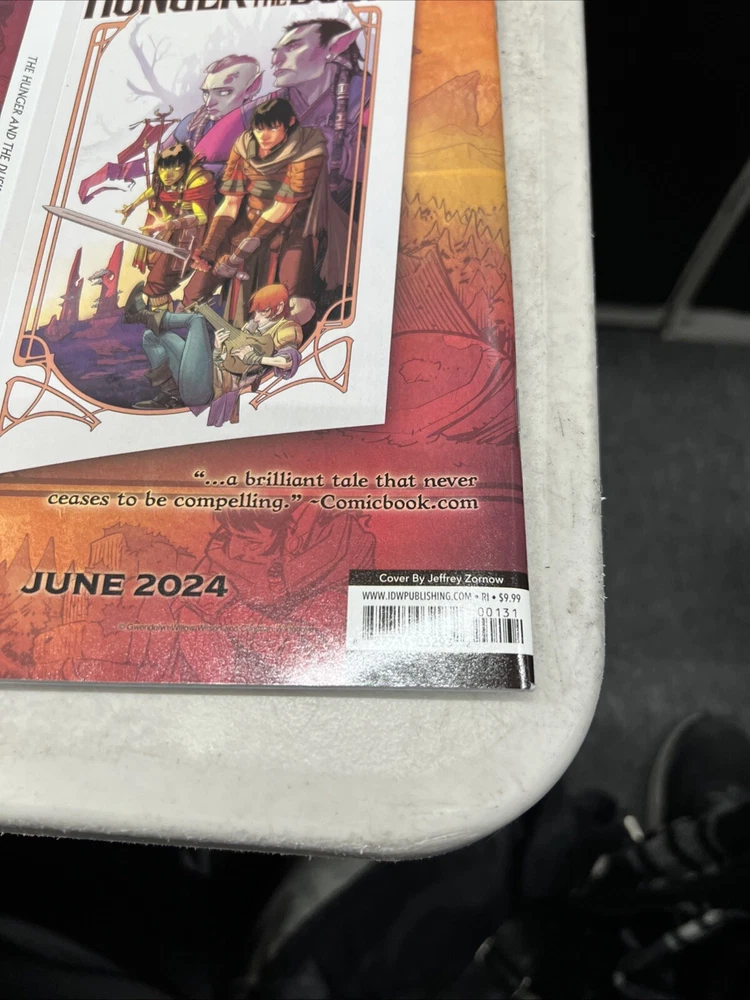 HUNGER
THE HUNGER AND THE DUSK
"...a brilliant tale that never
ceases to be compelling." ~Comicbook.com
JUNE 2024
Cover By Jeffrey Zornow
WWW.IDWPUBLISHING.COM • RI • $9.99
00131